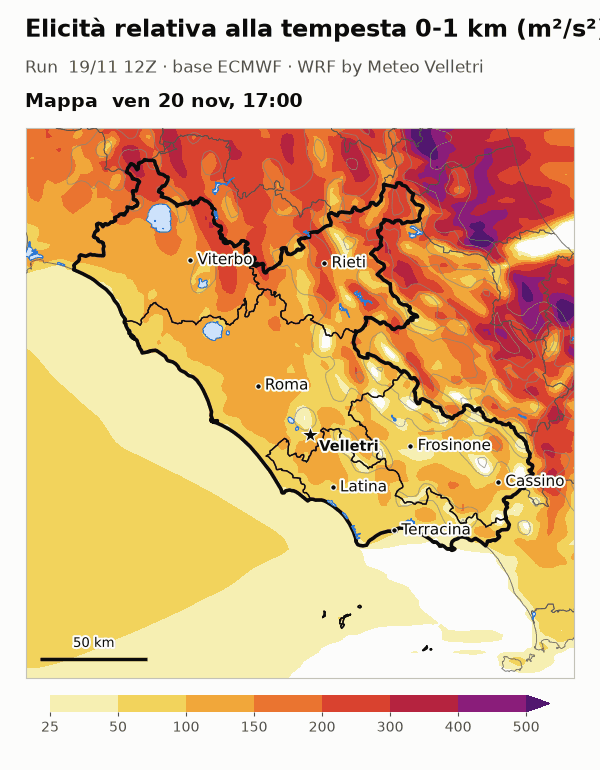 Elicità relativa alla tempesta 0-1 km (m²/s²)
Run 19/11 12Z · base ECMWF · WRF by Meteo Velletri
Mappa ven 20 nov, 17:00
Viterbo
Rieti
Roma
Velletri
Frosinone
Latina
Cassino
Terracina
50 km
25 50 100 150 200 300 400 500